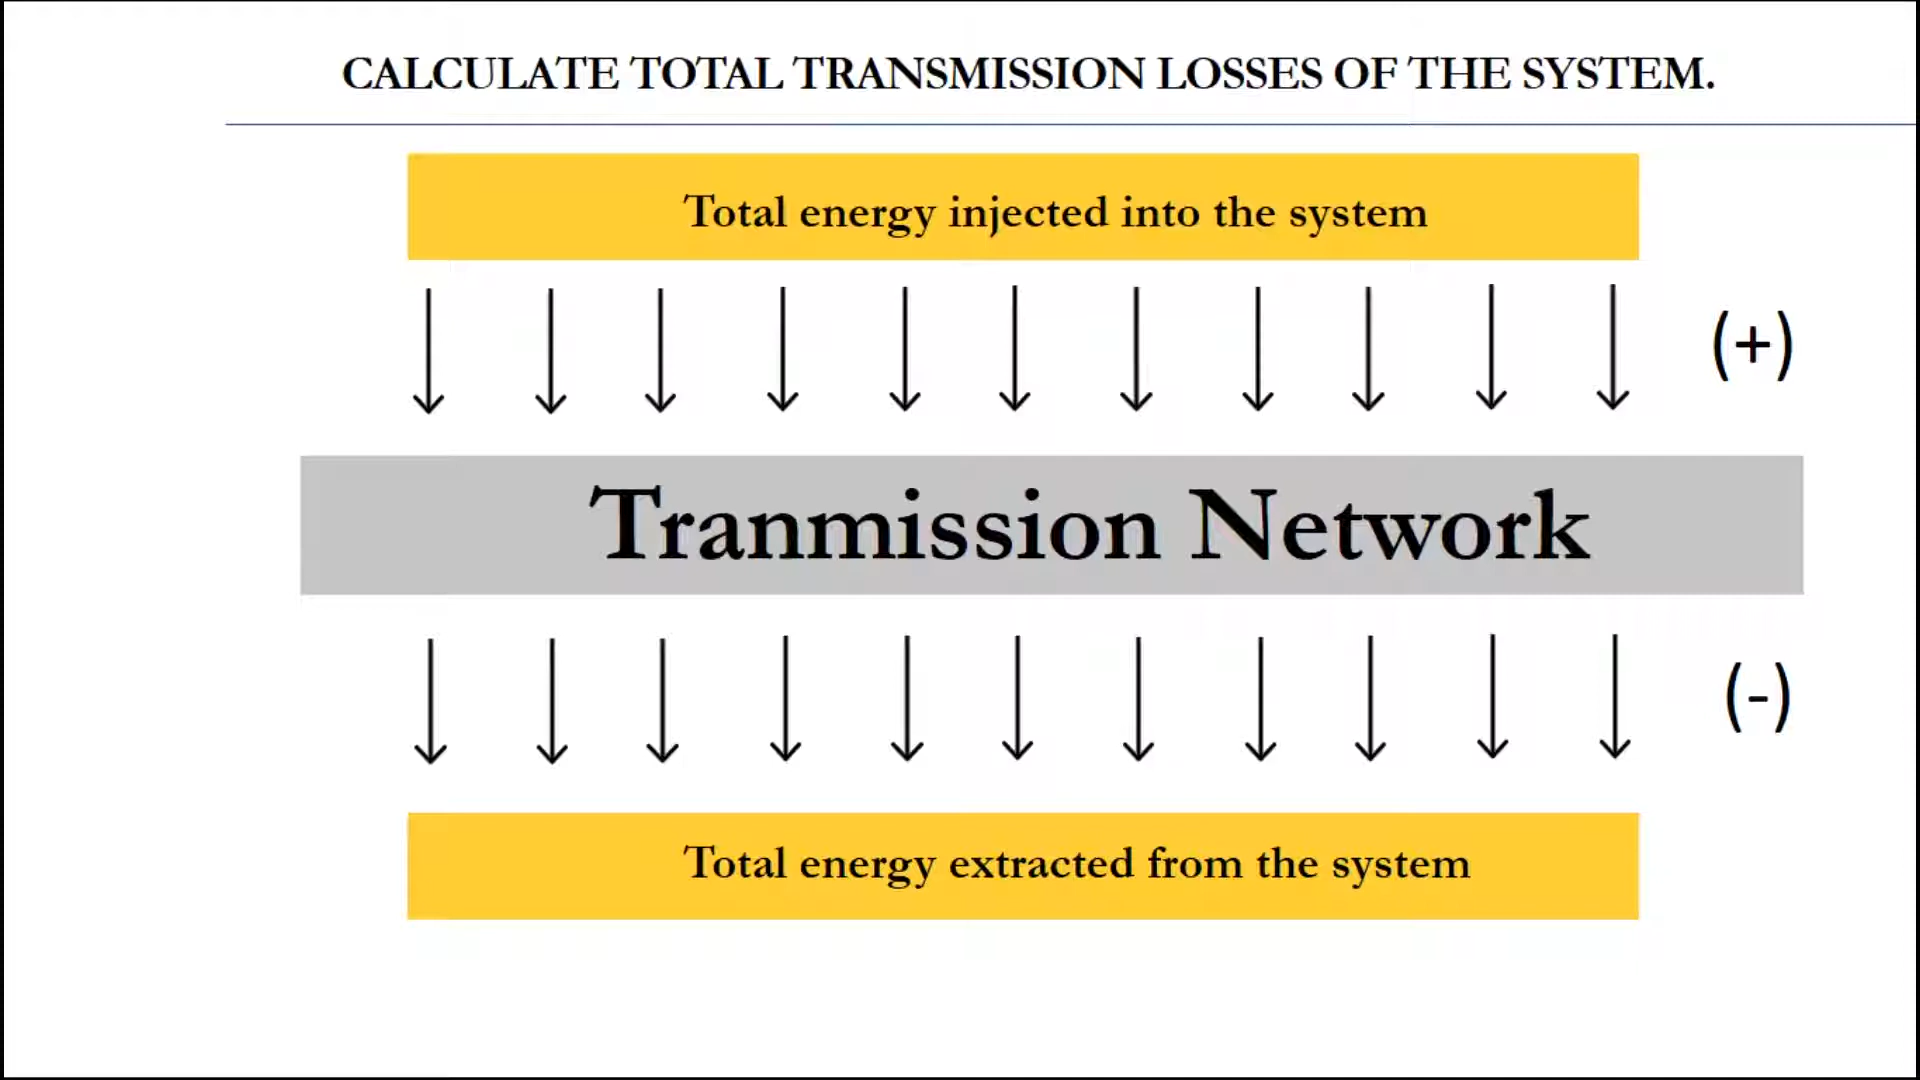 CALCULATE TOTAL TRANSMISSION LOSSES OF THE SYSTEM.
Total energy injected into the system
(+)
Tranmission Network
(-)
Total energy extracted from the system